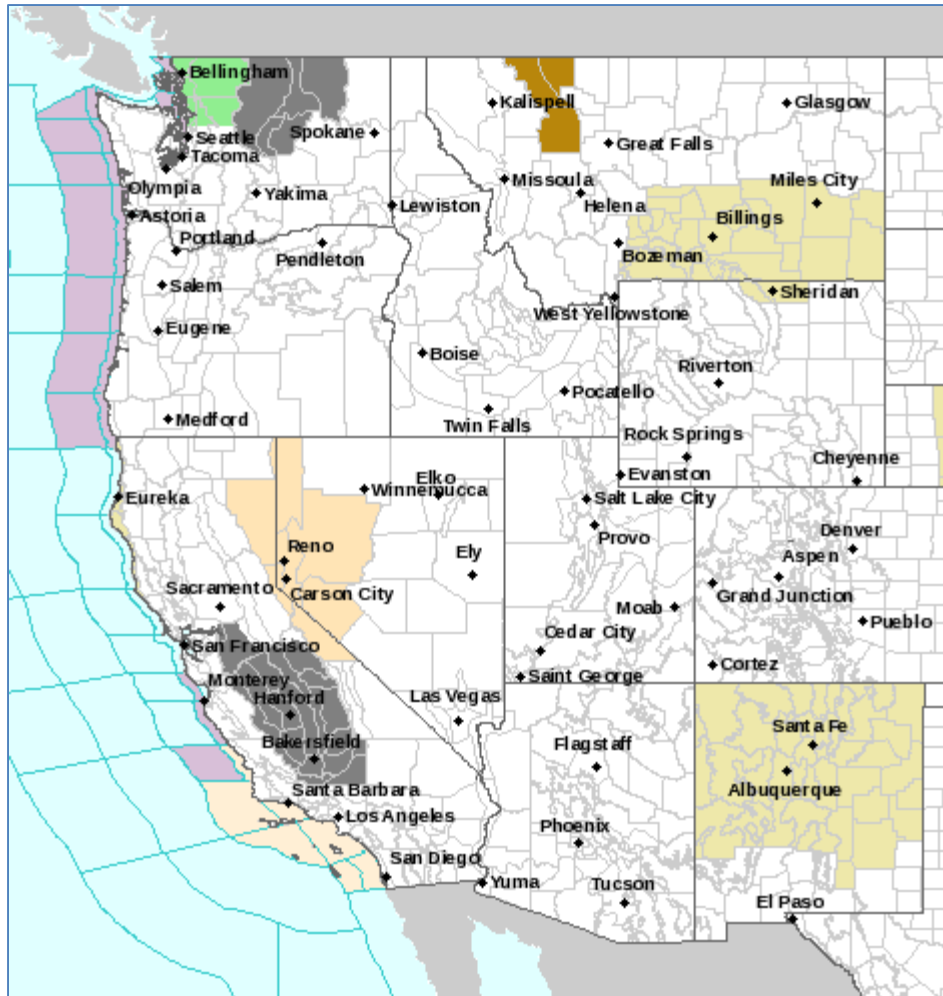 Bellingham
Kalispell
Glasgow
Seattle
Spokane
Great Falls
Tacoma
Missoula
Miles City
Olympia
Yakima
Lewiston
Helena
Billings
Astoria
Portland
Pendleton
Bozeman
Salem
Sheridan
West Yellowstone
Eugene
Boise
Riverton
Pocatello
Medford
Twin Falls
Rock Springs
Cheyenne
Evanston
Elko
Winnemucca
Eureka
Salt Lake City
Provo
Denver
Reno
Ely
Aspen
Sacramento
Carson City
Grand Junction
Moab
Pueblo
Cedar City
San Francisco
Cortez
Saint George
Monterey
Hanford
Las Vegas
Santa Fe
Bakersfield
Flagstaff
Albuquerque
Santa Barbara
Los Angeles
Phoenix
San Diego
Yuma
Tucson
El Paso